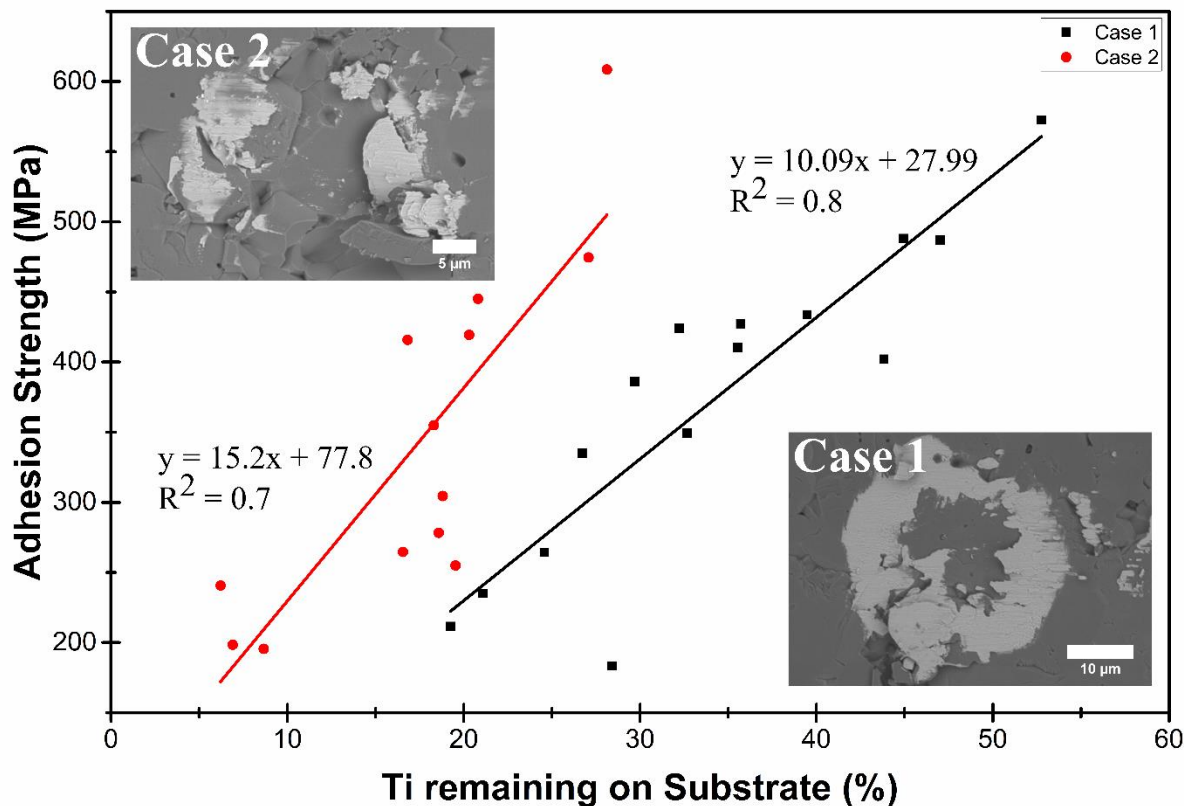 Case 2
5 µm
Case 1
Case 2
y = 10.09x + 27.99
R² = 0.8
y = 15.2x + 77.8
R² = 0.7
Case 1
10 µm
Adhesion Strength (MPa)
600
500
400
300
200
0
10
20
30
40
50
60
Ti remaining on Substrate (%)